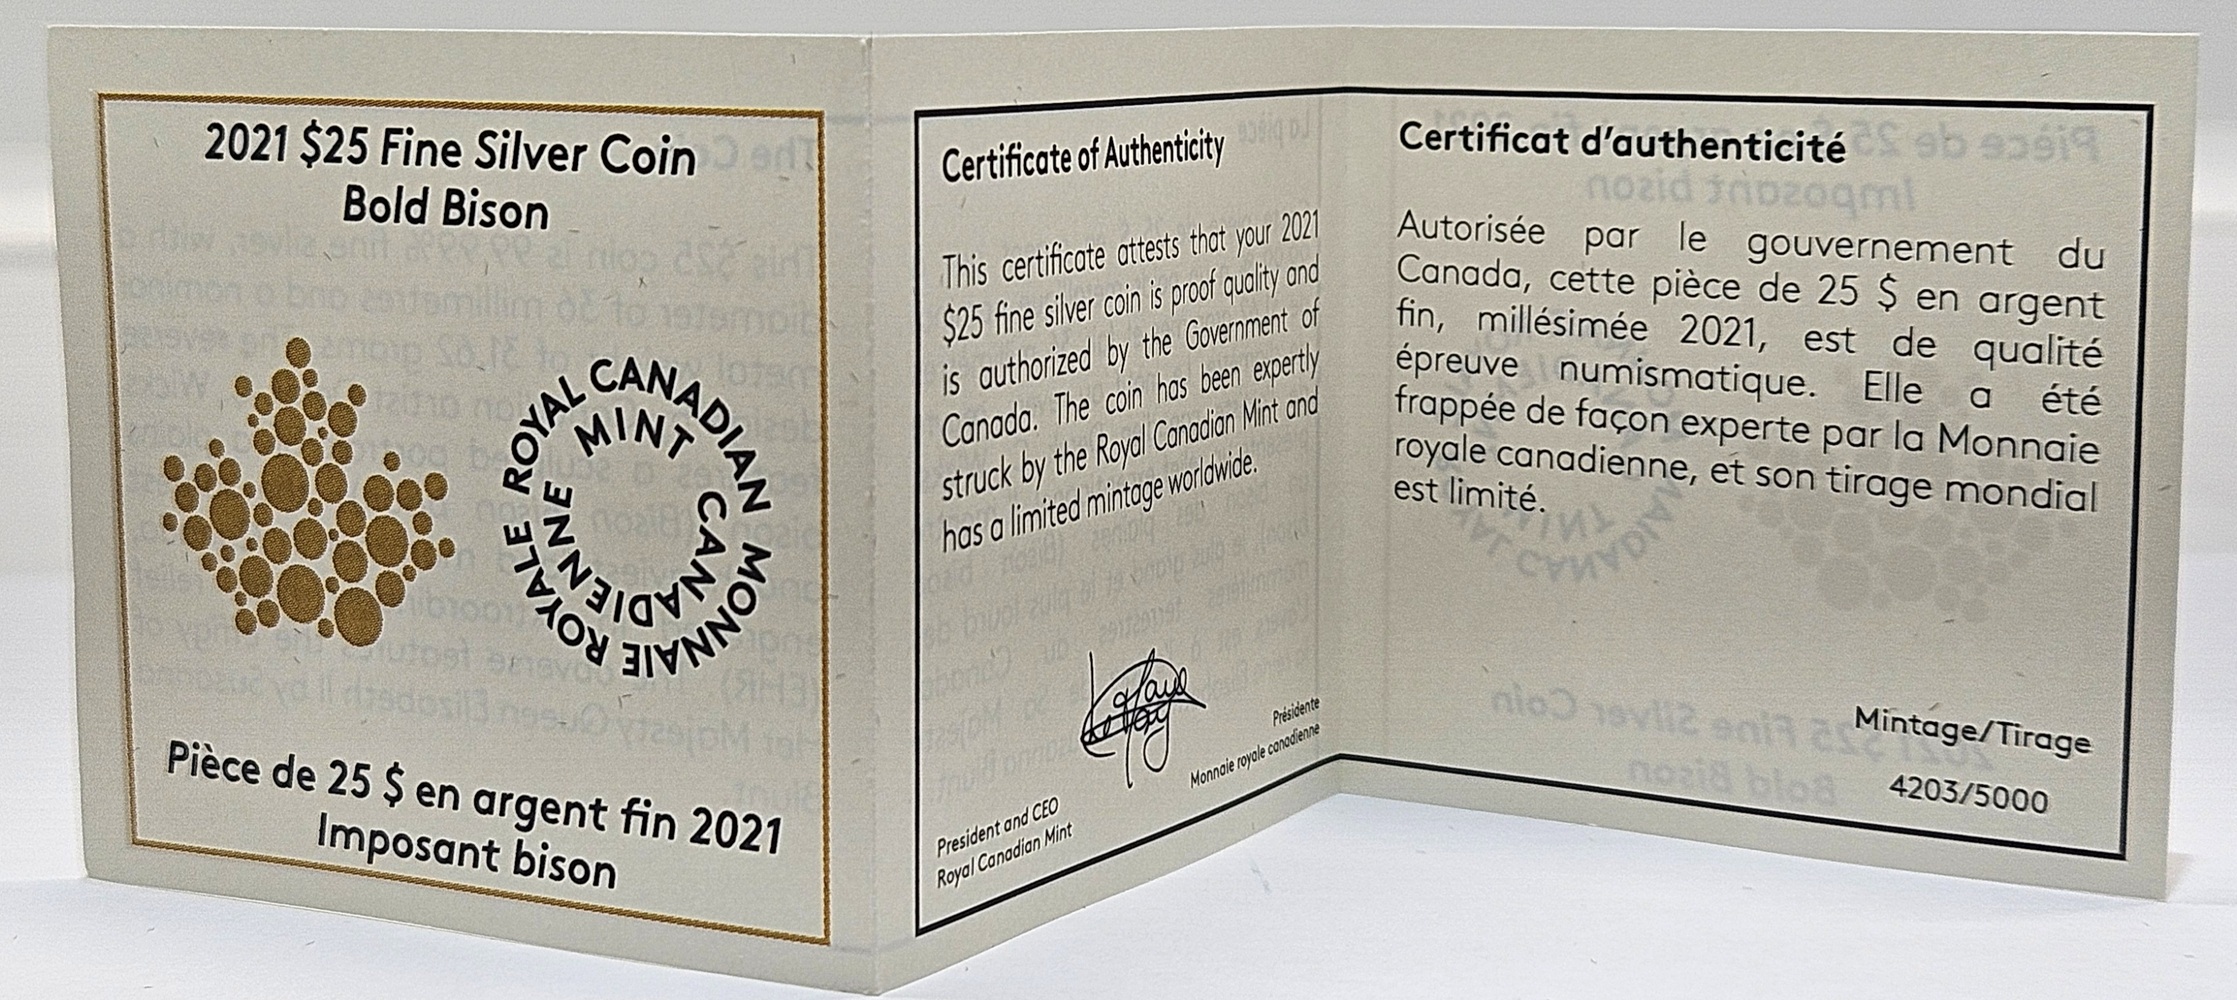 2021 $25 Fine Silver Coin
Bold Bison
ROYAL CANADIAN MINT
MONNAIE ROYALE CANADIENNE
Pièce de 25 $ en argent fin 2021
Imposant bison
Certificate of Authenticity
This certificate attests that your 2021
$25 fine silver coin is proof quality and
is authorized by the Government of
Canada. The coin has been expertly
struck by the Royal Canadian Mint and
has a limited mintage worldwide.
President and CEO
Royal Canadian Mint
Présidente
Monnaie royale canadienne
Certificat d'authenticité
Autorisée par le gouvernement du
Canada, cette pièce de 25 $ en argent
fin, millésimée 2021, est de qualité
épreuve numismatique. Elle a été
frappée de façon experte par la Monnaie
royale canadienne, et son tirage mondial
est limité.
Mintage/Tirage
4203/5000